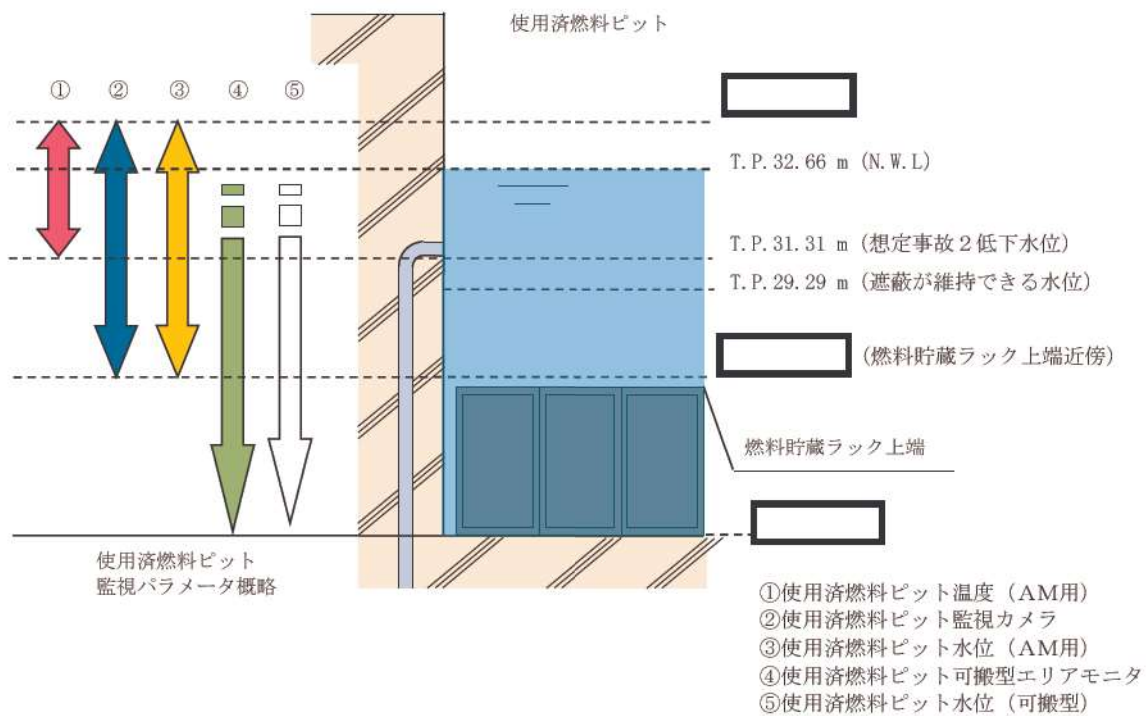 使用済燃料ピット
① ② ③ ④ ⑤
T.P.32.66 m (N.W.L)
T.P.31.31 m (想定事故2低下水位)
T.P.29.29 m (遮蔽が維持できる水位)
(燃料貯蔵ラック上端近傍)
燃料貯蔵ラック上端
使用済燃料ピット
監視パラメータ概略
①使用済燃料ピット温度(AM用)
②使用済燃料ピット監視カメラ
③使用済燃料ピット水位(AM用)
④使用済燃料ピット可搬型エリアモニタ
⑤使用済燃料ピット水位(可搬型)